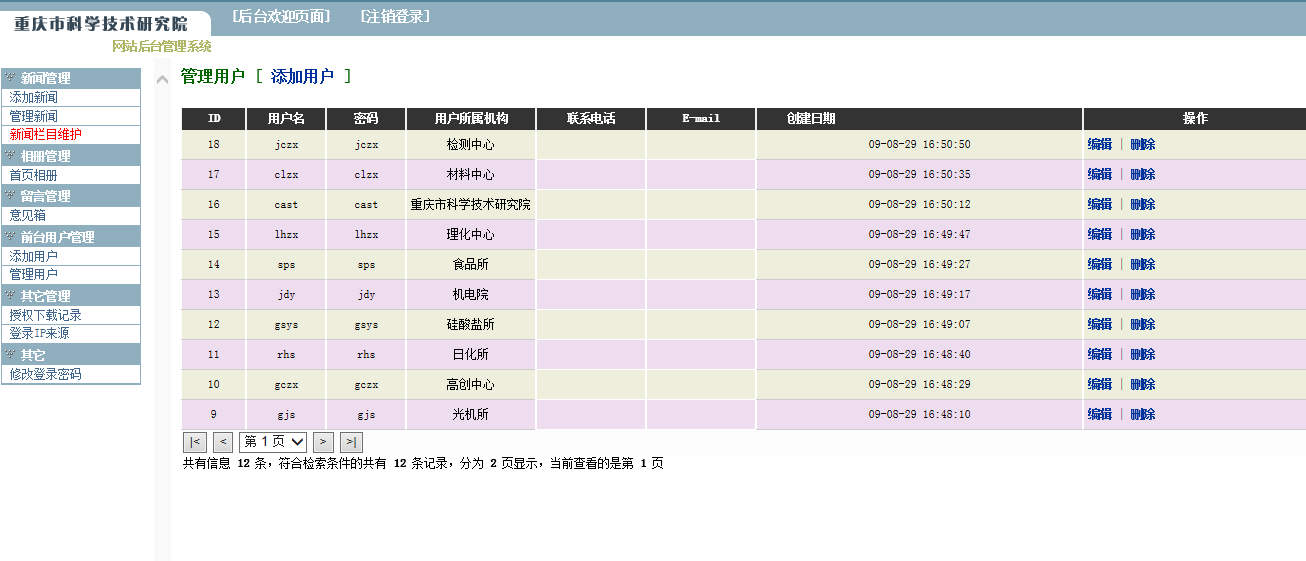 重庆市科学技术研究院 [后台欢迎页面] [注销登录]
网站后台管理系统
新闻管理
添加新闻
管理新闻
新闻栏目维护
相册管理
首页相册
留言管理
意见箱
前台用户管理
添加用户
管理用户
其它管理
授权下载记录
登录IP来源
其它
修改登录密码
管理用户 [ 添加用户 ]
ID 用户名 密码 用户所属机构 联系电话 E-mail 创建日期 操作
18 jczx jczx 检测中心 09-08-29 16:50:50 编辑 | 删除
17 clzx clzx 材料中心 09-08-29 16:50:35 编辑 | 删除
16 cast cast 重庆市科学技术研究院 09-08-29 16:50:12 编辑 | 删除
15 lhzx lhzx 理化中心 09-08-29 16:49:47 编辑 | 删除
14 sps sps 食品所 09-08-29 16:49:27 编辑 | 删除
13 jdy jdy 机电院 09-08-29 16:49:17 编辑 | 删除
12 gsys gsys 硅酸盐所 09-08-29 16:49:07 编辑 | 删除
11 rhs rhs 日化所 09-08-29 16:48:40 编辑 | 删除
10 gczx gczx 高创中心 09-08-29 16:48:29 编辑 | 删除
9 gjs gjs 光机所 09-08-29 16:48:10 编辑 | 删除
|< < 第 1 页 > >|
共有信息 12 条，符合检索条件的共有 12 条记录，分为 2 页显示，当前查看的是第 1 页